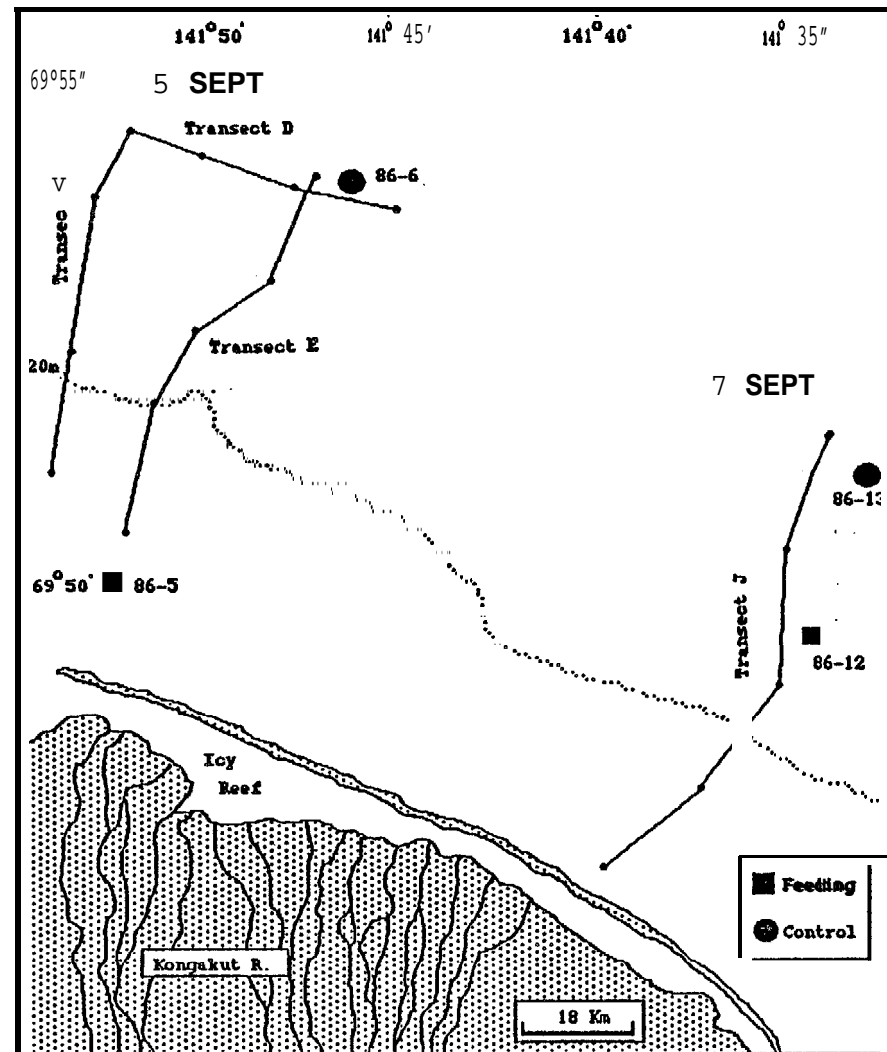 141°50' 141° 45' 141°40' 141° 35"
69°55" 5 SEPT
Transect D
86-6
V
Transec
Transect E
20m
7 SEPT
86-13
69°50' 86-5
Transect J
86-12
Icy
Reef
Feeding
Control
Kongakut R.
18 Km